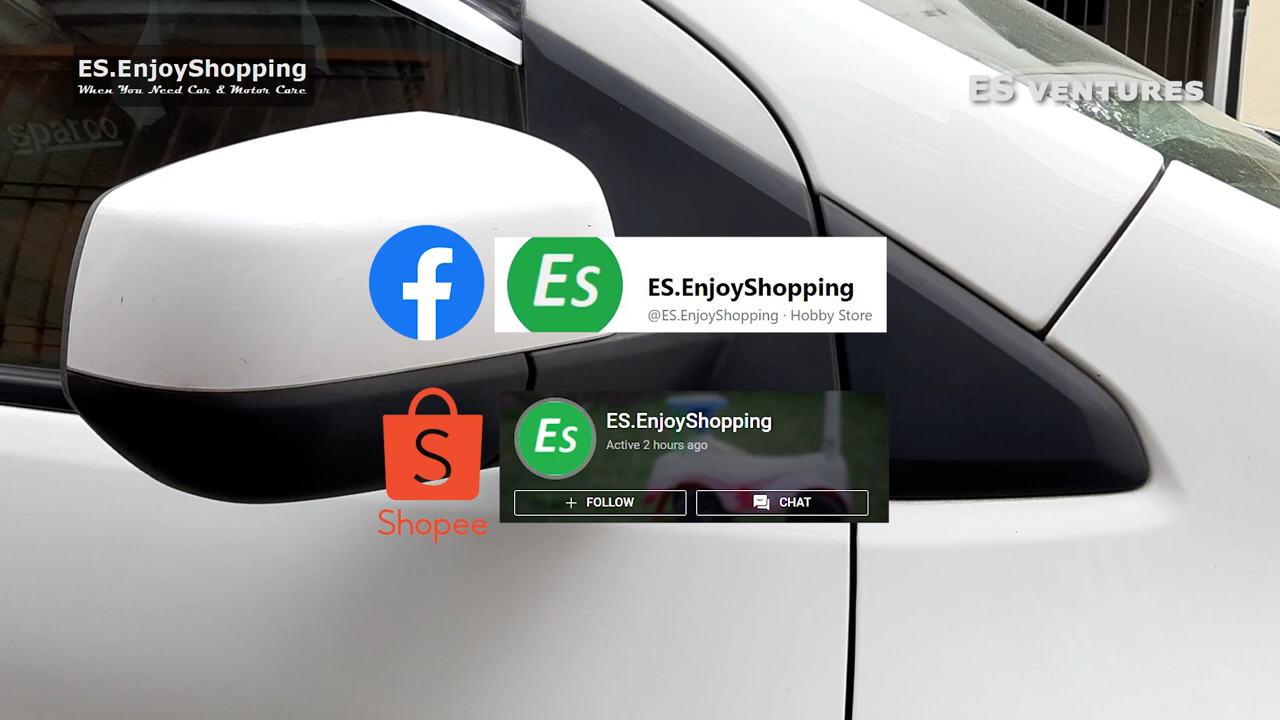 ES.EnjoyShopping
When You Need Car & Motor Care
ES VENTURES
sparco
Es
ES.EnjoyShopping
@ES.EnjoyShopping · Hobby Store
Es
ES.EnjoyShopping
Active 2 hours ago
+ FOLLOW
CHAT
Shopee